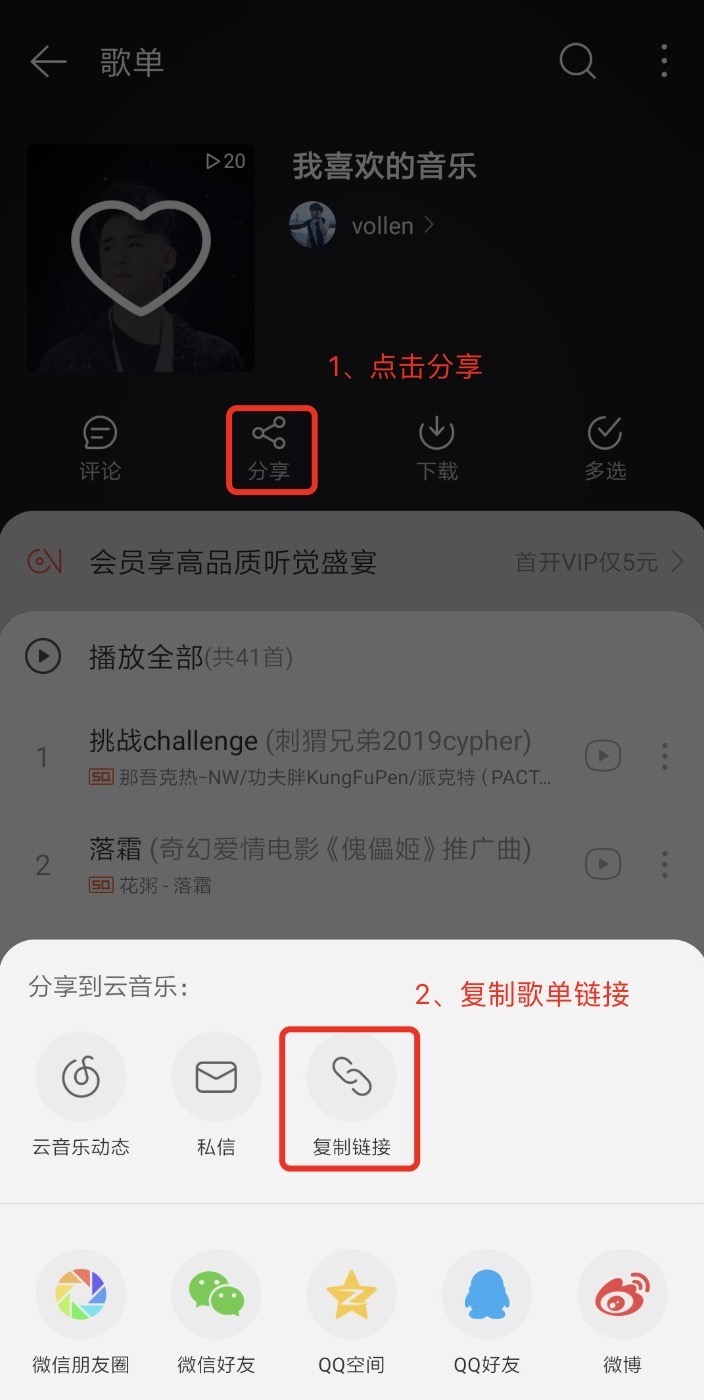 歌单
▷20
我喜欢的音乐
vollen
1、点击分享
评论
分享
下载
多选
会员享高品质听觉盛宴
首开VIP仅5元
播放全部(共41首)
1
挑战challenge (刺猬兄弟2019cypher)
SQ 那吾克热-NW/功夫胖KungFuPen/派克特（PACT...
2
落霜 (奇幻爱情电影《傀儡姬》推广曲)
SQ 花粥 - 落霜
分享到云音乐：
2、复制歌单链接
云音乐动态
私信
复制链接
微信朋友圈
微信好友
QQ空间
QQ好友
微博